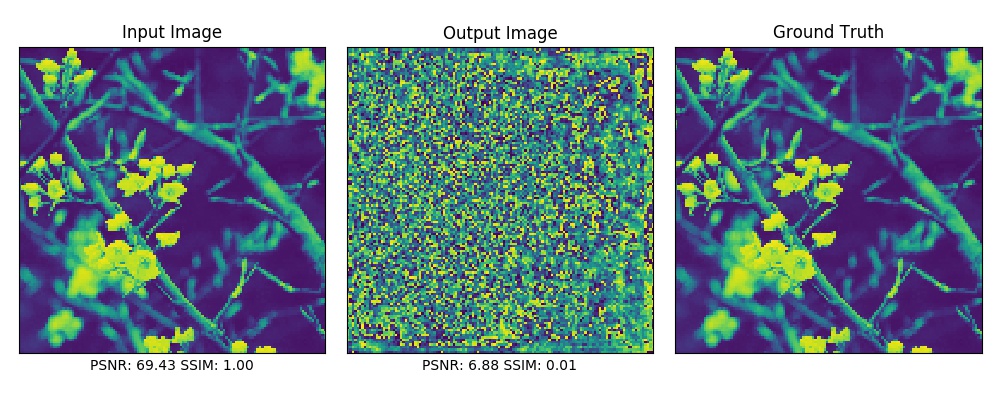 Input Image
Output Image
Ground Truth
PSNR: 69.43 SSIM: 1.00
PSNR: 6.88 SSIM: 0.01